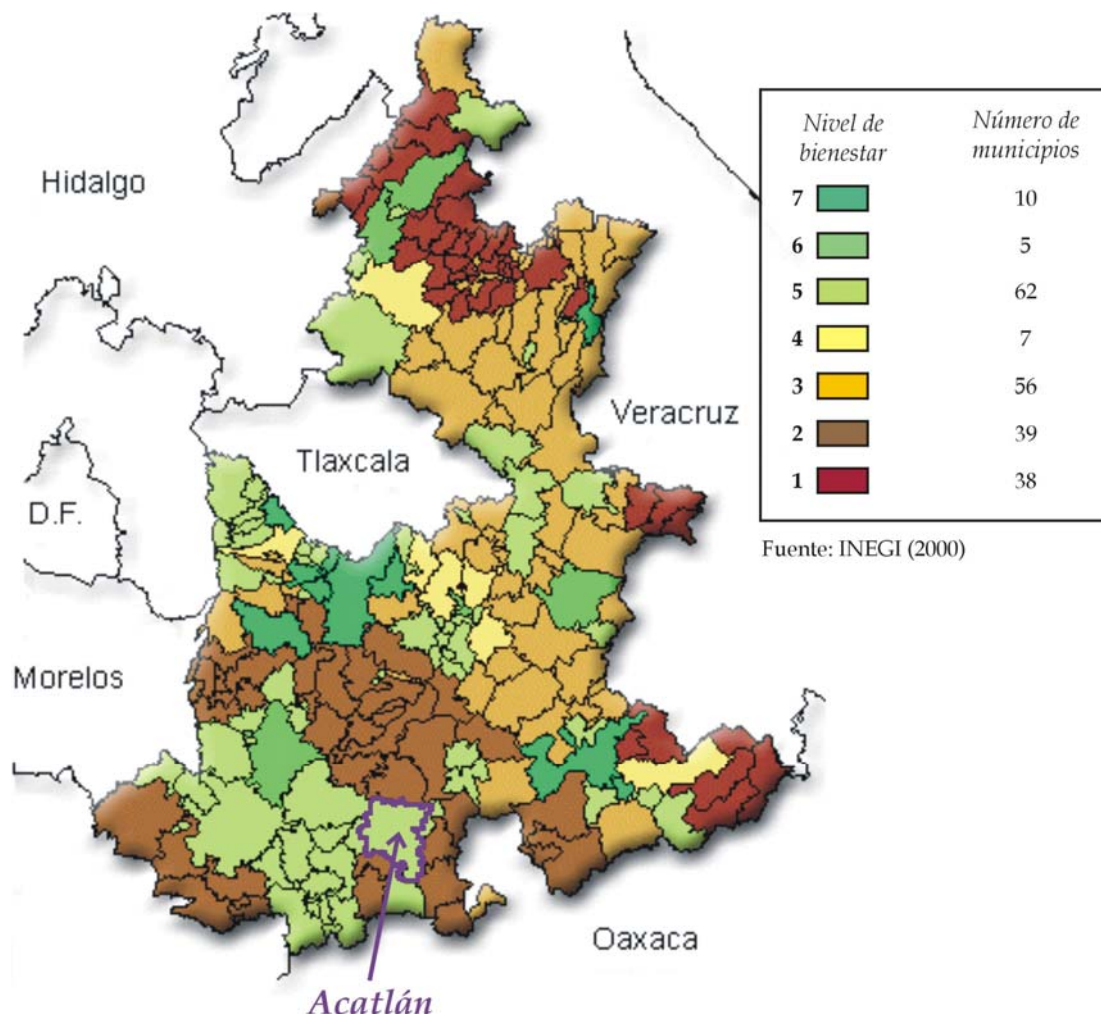 Hidalgo
Tlaxcala
Veracruz
D.F.
Morelos
Oaxaca
Acatlán
Nivel de bienestar
Número de municipios
7 10
6 5
5 62
4 7
3 56
2 39
1 38
Fuente: INEGI (2000)